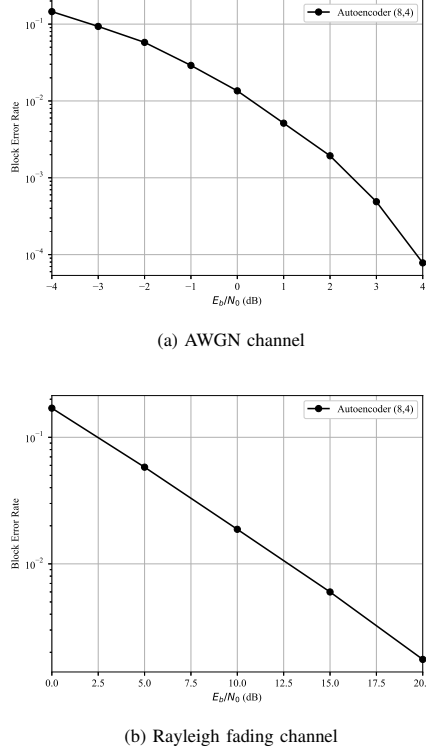 10⁻¹
10⁻²
10⁻³
10⁻⁴
Block Error Rate
Autoencoder (8,4)
−4 −3 −2 −1 0 1 2 3 4
E_b/N_0 (dB)
(a) AWGN channel
10⁻¹
10⁻²
Block Error Rate
Autoencoder (8,4)
0.0 2.5 5.0 7.5 10.0 12.5 15.0 17.5 20.
E_b/N_0 (dB)
(b) Rayleigh fading channel